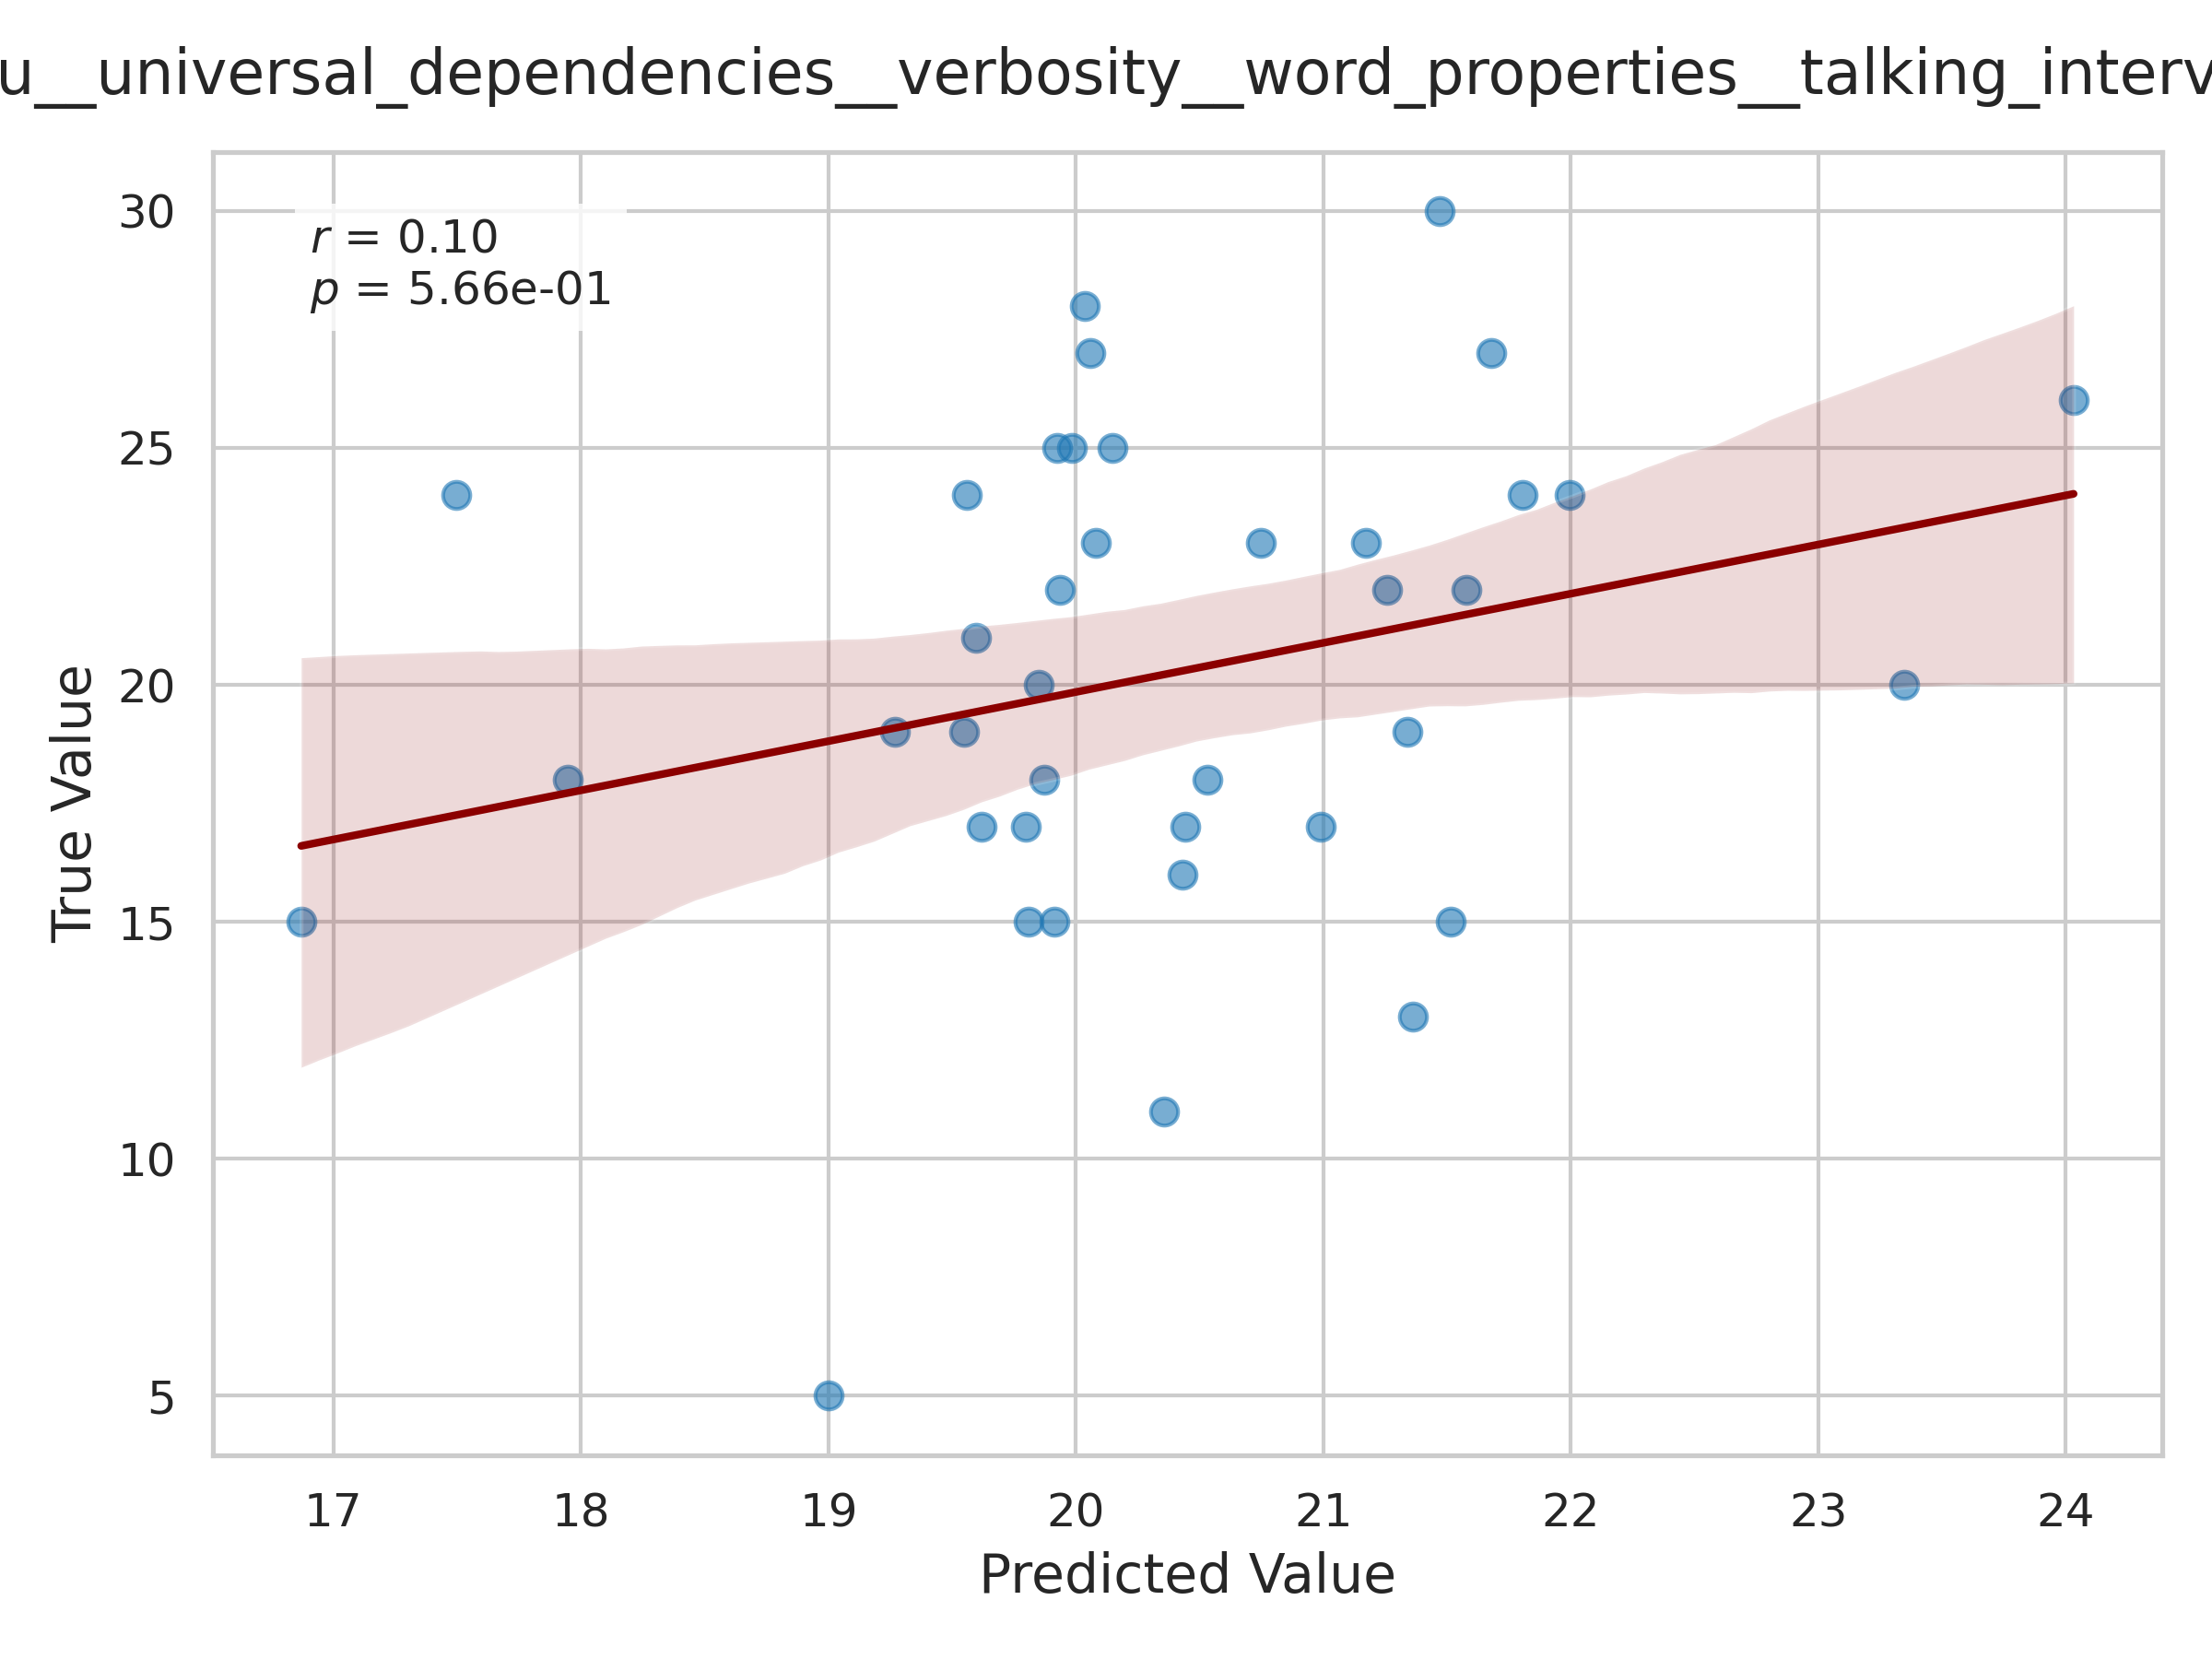 u__universal_dependencies__verbosity__word_properties__talking_interv
r = 0.10
p = 5.66e-01
30
25
20
15
10
5
True Value
17 18 19 20 21 22 23 24
Predicted Value